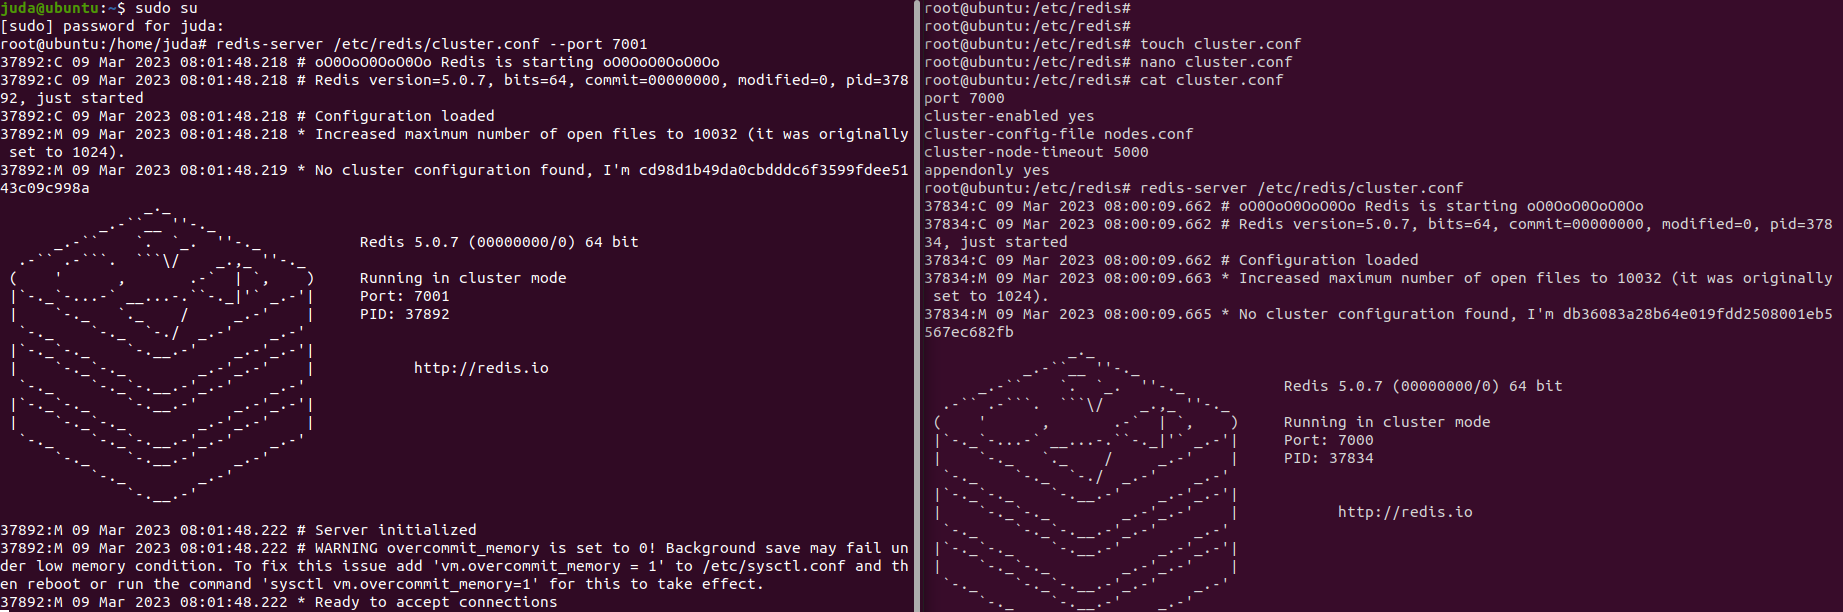 juda@ubuntu:~$ sudo su
[sudo] password for juda:
root@ubuntu:/home/juda# redis-server /etc/redis/cluster.conf --port 7001
37892:C 09 Mar 2023 08:01:48.218 # oO0OoO0OoO0Oo Redis is starting oO0OoO0OoO0Oo
37892:C 09 Mar 2023 08:01:48.218 # Redis version=5.0.7, bits=64, commit=00000000, modified=0, pid=378
92, just started
37892:C 09 Mar 2023 08:01:48.218 # Configuration loaded
37892:M 09 Mar 2023 08:01:48.218 * Increased maximum number of open files to 10032 (it was originally
 set to 1024).
37892:M 09 Mar 2023 08:01:48.219 * No cluster configuration found, I'm cd98d1b49da0cbdddc6f3599fdee51
43c09c998a
Redis 5.0.7 (00000000/0) 64 bit
Running in cluster mode
Port: 7001
PID: 37892
http://redis.io
37892:M 09 Mar 2023 08:01:48.222 # Server initialized
37892:M 09 Mar 2023 08:01:48.222 # WARNING overcommit_memory is set to 0! Background save may fail un
der low memory condition. To fix this issue add 'vm.overcommit_memory = 1' to /etc/sysctl.conf and th
en reboot or run the command 'sysctl vm.overcommit_memory=1' for this to take effect.
37892:M 09 Mar 2023 08:01:48.222 * Ready to accept connections
root@ubuntu:/etc/redis#
root@ubuntu:/etc/redis#
root@ubuntu:/etc/redis# touch cluster.conf
root@ubuntu:/etc/redis# nano cluster.conf
root@ubuntu:/etc/redis# cat cluster.conf
port 7000
cluster-enabled yes
cluster-config-file nodes.conf
cluster-node-timeout 5000
appendonly yes
root@ubuntu:/etc/redis# redis-server /etc/redis/cluster.conf
37834:C 09 Mar 2023 08:00:09.662 # oO0OoO0OoO0Oo Redis is starting oO0OoO0OoO0Oo
37834:C 09 Mar 2023 08:00:09.662 # Redis version=5.0.7, bits=64, commit=00000000, modified=0, pid=378
34, just started
37834:C 09 Mar 2023 08:00:09.662 # Configuration loaded
37834:M 09 Mar 2023 08:00:09.663 * Increased maximum number of open files to 10032 (it was originally
 set to 1024).
37834:M 09 Mar 2023 08:00:09.665 * No cluster configuration found, I'm db36083a28b64e019fdd2508001eb5
567ec682fb
Redis 5.0.7 (00000000/0) 64 bit
Running in cluster mode
Port: 7000
PID: 37834
http://redis.io